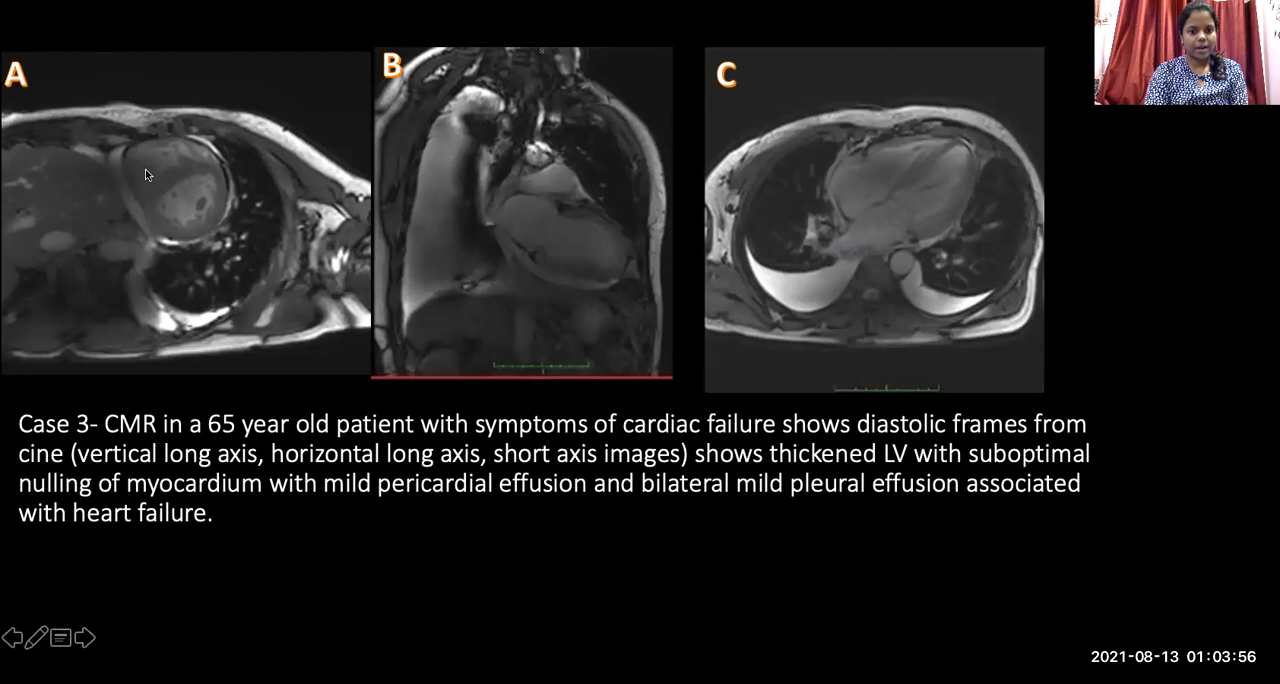 A
B
C
Case 3- CMR in a 65 year old patient with symptoms of cardiac failure shows diastolic frames from
cine (vertical long axis, horizontal long axis, short axis images) shows thickened LV with suboptimal
nulling of myocardium with mild pericardial effusion and bilateral mild pleural effusion associated
with heart failure.
2021-08-13 01:03:56